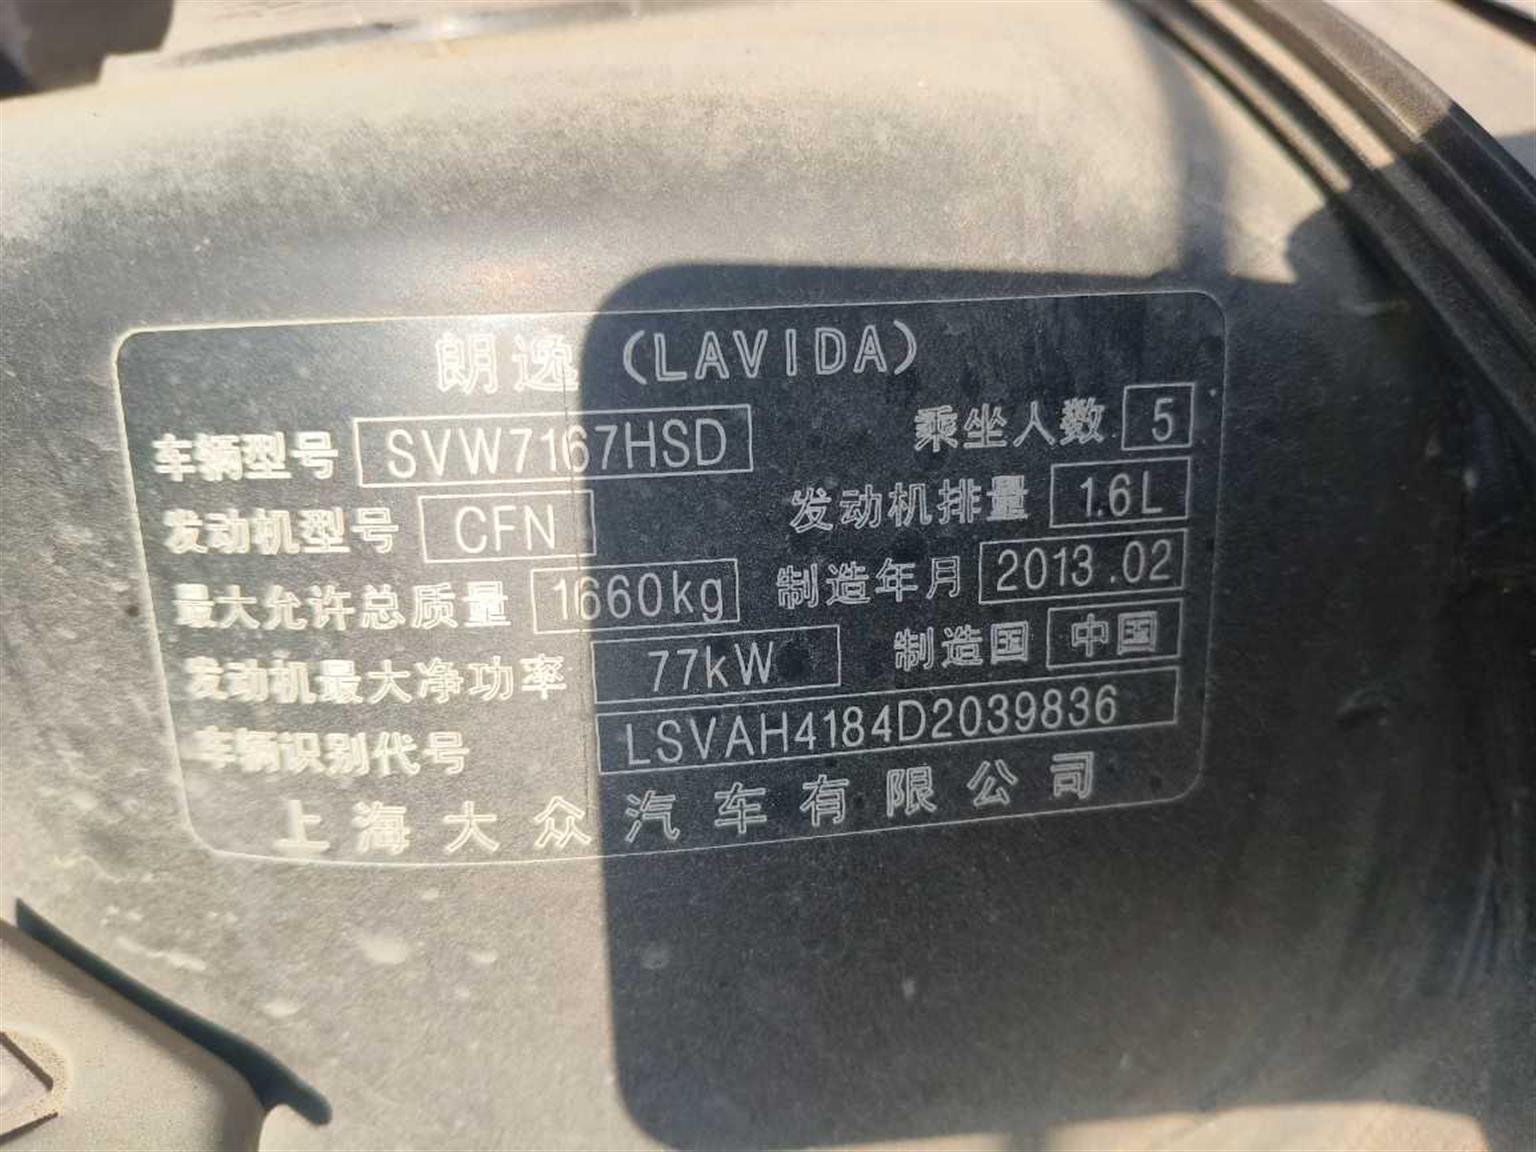 朗逸 (LAVIDA)
车辆型号 SVW7167HSD 乘坐人数 5
发动机型号 CFN 发动机排量 1.6L
最大允许总质量 1660kg 制造年月 2013.02
发动机最大净功率 77kW 制造国 中国
车辆识别代号 LSVAH4184D2039836
上海大众汽车有限公司